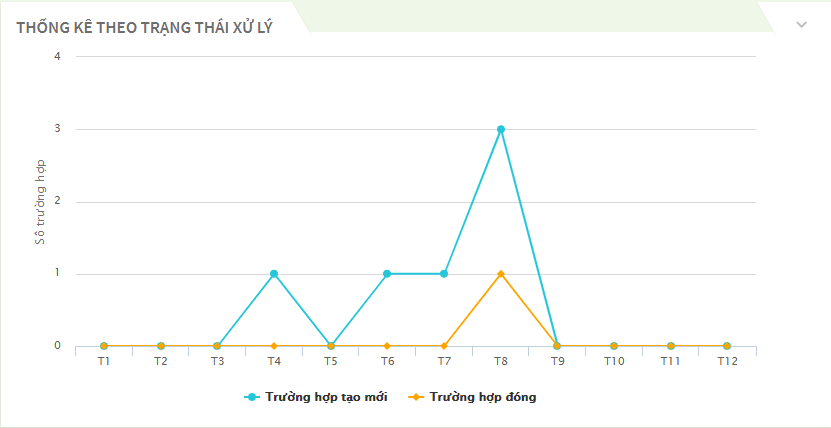 THỐNG KÊ THEO TRẠNG THÁI XỬ LÝ
Số trường hợp
4
3
2
1
0
T1 T2 T3 T4 T5 T6 T7 T8 T9 T10 T11 T12
Trường hợp tạo mới Trường hợp đóng